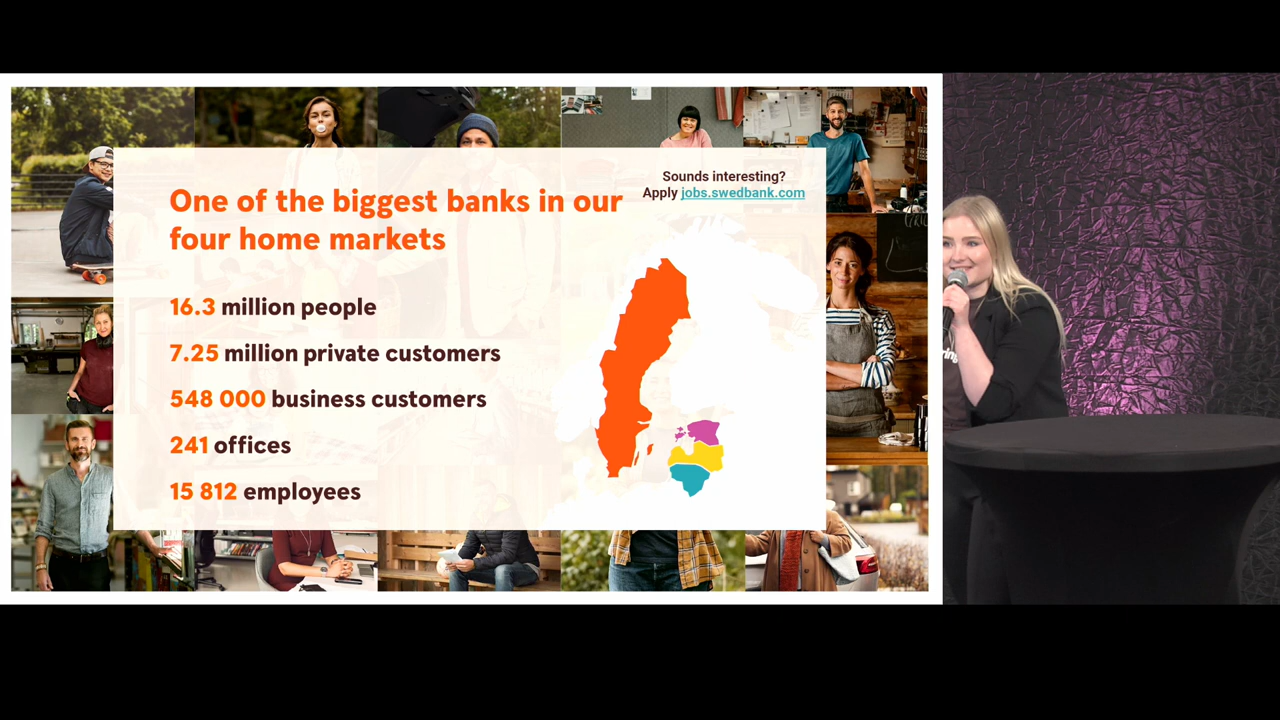 Sounds interesting?
Apply jobs.swedbank.com
One of the biggest banks in our
four home markets
16.3 million people
7.25 million private customers
548 000 business customers
241 offices
15 812 employees